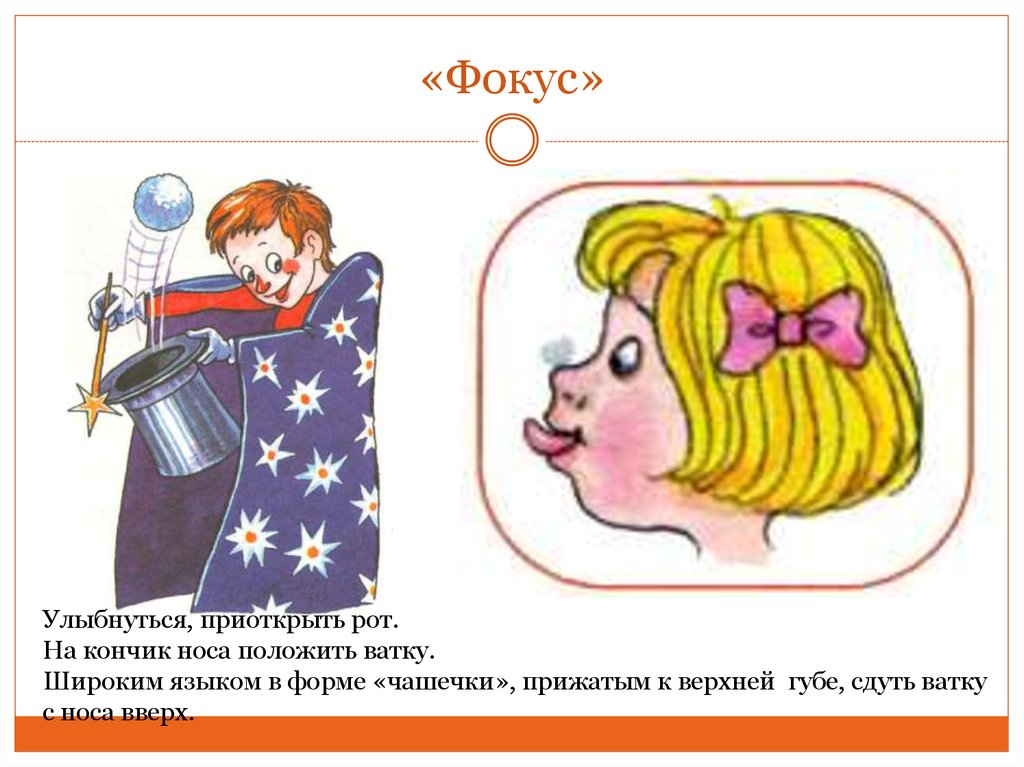 «Фокус»
Улыбнуться, приоткрыть рот.
На кончик носа положить ватку.
Широким языком в форме «чашечки», прижатым к верхней губе, сдуть ватку
с носа вверх.